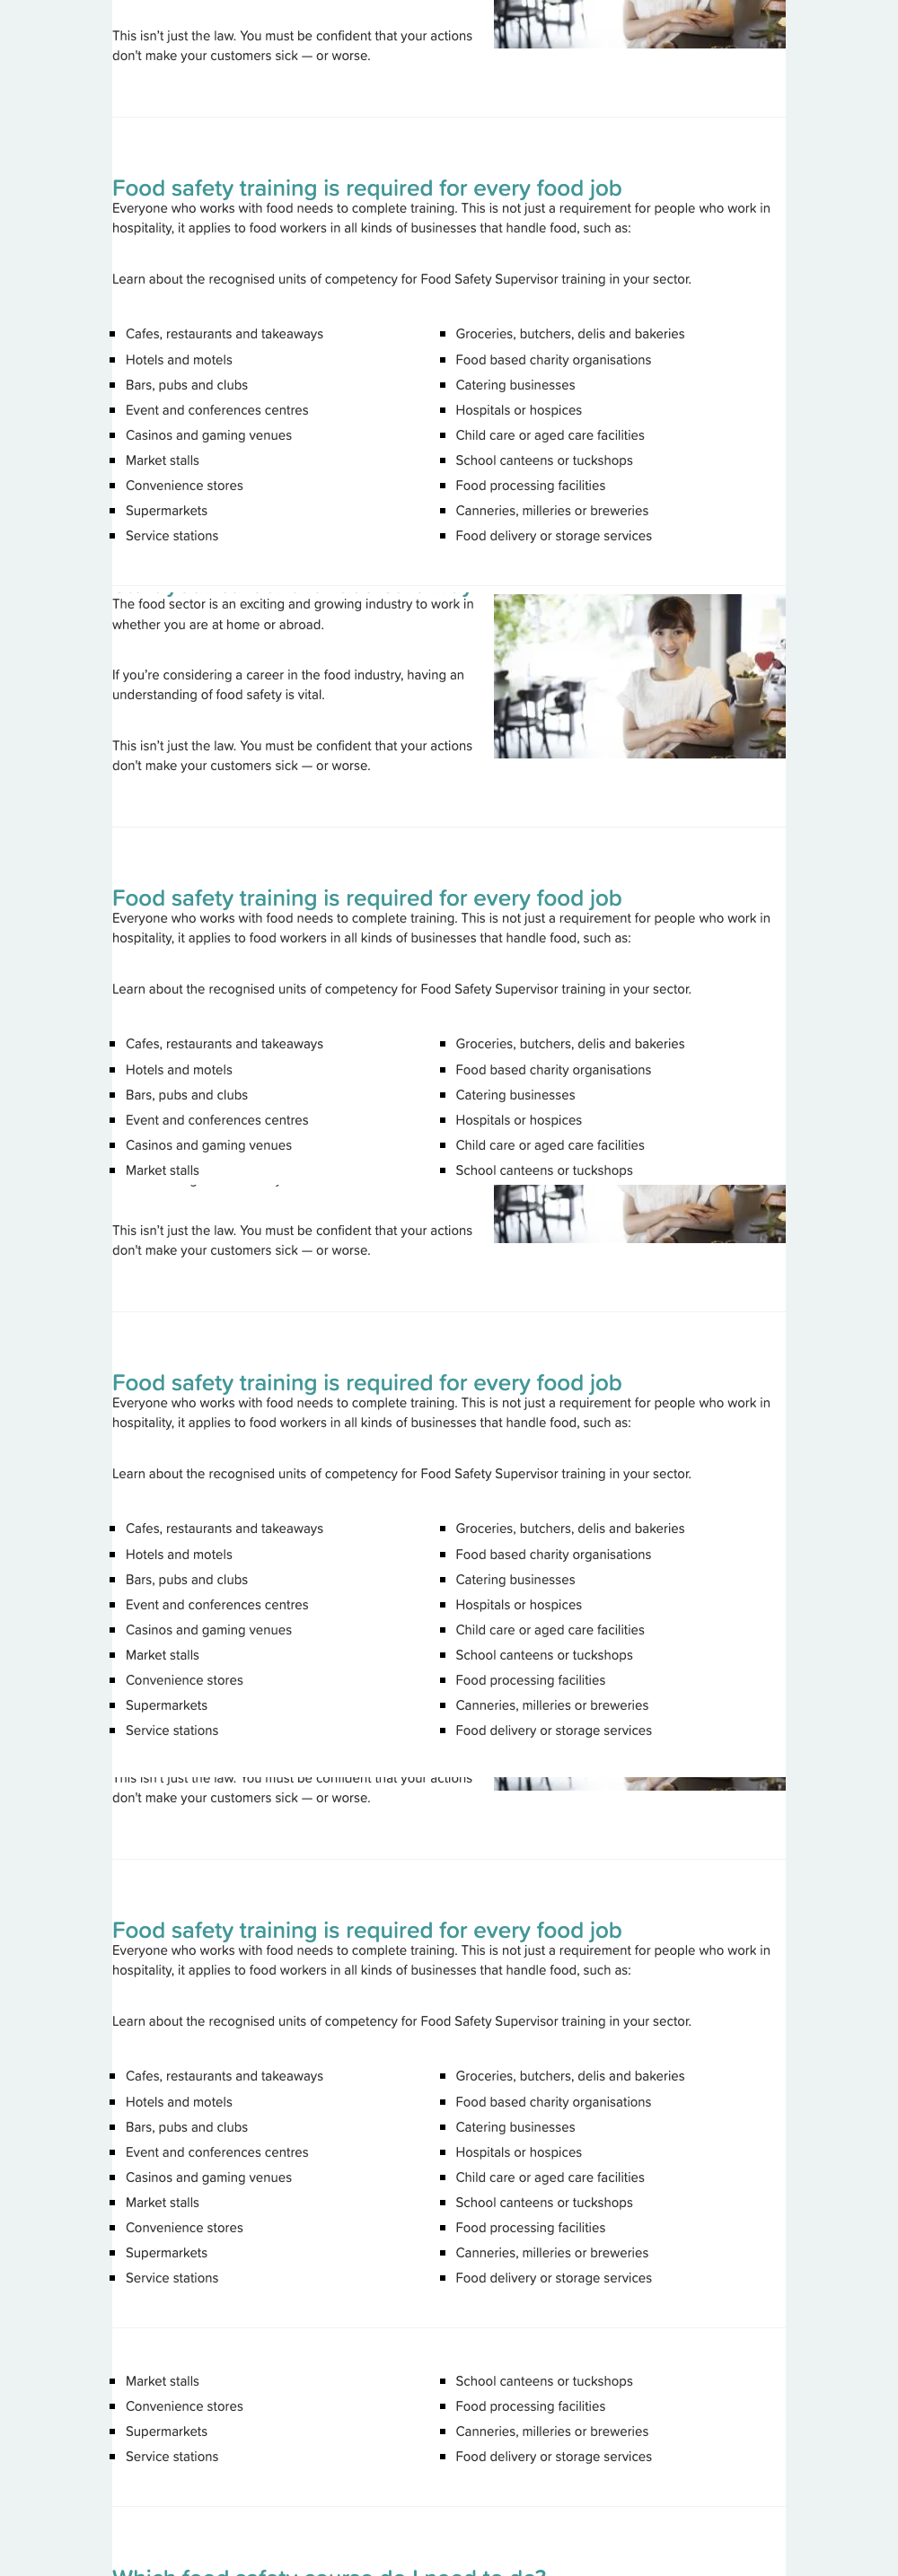 This isn't just the law. You must be confident that your actions
don't make your customers sick — or worse.
Food safety training is required for every food job
Everyone who works with food needs to complete training. This is not just a requirement for people who work in
hospitality, it applies to food workers in all kinds of businesses that handle food, such as:
Learn about the recognised units of competency for Food Safety Supervisor training in your sector.
Cafes, restaurants and takeaways
Hotels and motels
Bars, pubs and clubs
Event and conferences centres
Casinos and gaming venues
Market stalls
Convenience stores
Supermarkets
Service stations
Groceries, butchers, delis and bakeries
Food based charity organisations
Catering businesses
Hospitals or hospices
Child care or aged care facilities
School canteens or tuckshops
Food processing facilities
Canneries, milleries or breweries
Food delivery or storage services
The food sector is an exciting and growing industry to work in
whether you are at home or abroad.
If you're considering a career in the food industry, having an
understanding of food safety is vital.
This isn't just the law. You must be confident that your actions
don't make your customers sick — or worse.
Food safety training is required for every food job
Everyone who works with food needs to complete training. This is not just a requirement for people who work in
hospitality, it applies to food workers in all kinds of businesses that handle food, such as:
Learn about the recognised units of competency for Food Safety Supervisor training in your sector.
Cafes, restaurants and takeaways
Hotels and motels
Bars, pubs and clubs
Event and conferences centres
Casinos and gaming venues
Market stalls
Groceries, butchers, delis and bakeries
Food based charity organisations
Catering businesses
Hospitals or hospices
Child care or aged care facilities
School canteens or tuckshops
This isn't just the law. You must be confident that your actions
don't make your customers sick — or worse.
Food safety training is required for every food job
Everyone who works with food needs to complete training. This is not just a requirement for people who work in
hospitality, it applies to food workers in all kinds of businesses that handle food, such as:
Learn about the recognised units of competency for Food Safety Supervisor training in your sector.
Cafes, restaurants and takeaways
Hotels and motels
Bars, pubs and clubs
Event and conferences centres
Casinos and gaming venues
Market stalls
Convenience stores
Supermarkets
Service stations
Groceries, butchers, delis and bakeries
Food based charity organisations
Catering businesses
Hospitals or hospices
Child care or aged care facilities
School canteens or tuckshops
Food processing facilities
Canneries, milleries or breweries
Food delivery or storage services
This isn't just the law. You must be confident that your actions
don't make your customers sick — or worse.
Food safety training is required for every food job
Everyone who works with food needs to complete training. This is not just a requirement for people who work in
hospitality, it applies to food workers in all kinds of businesses that handle food, such as:
Learn about the recognised units of competency for Food Safety Supervisor training in your sector.
Cafes, restaurants and takeaways
Hotels and motels
Bars, pubs and clubs
Event and conferences centres
Casinos and gaming venues
Market stalls
Convenience stores
Supermarkets
Service stations
Groceries, butchers, delis and bakeries
Food based charity organisations
Catering businesses
Hospitals or hospices
Child care or aged care facilities
School canteens or tuckshops
Food processing facilities
Canneries, milleries or breweries
Food delivery or storage services
Market stalls
Convenience stores
Supermarkets
Service stations
School canteens or tuckshops
Food processing facilities
Canneries, milleries or breweries
Food delivery or storage services
Which food safety course do I need to do?